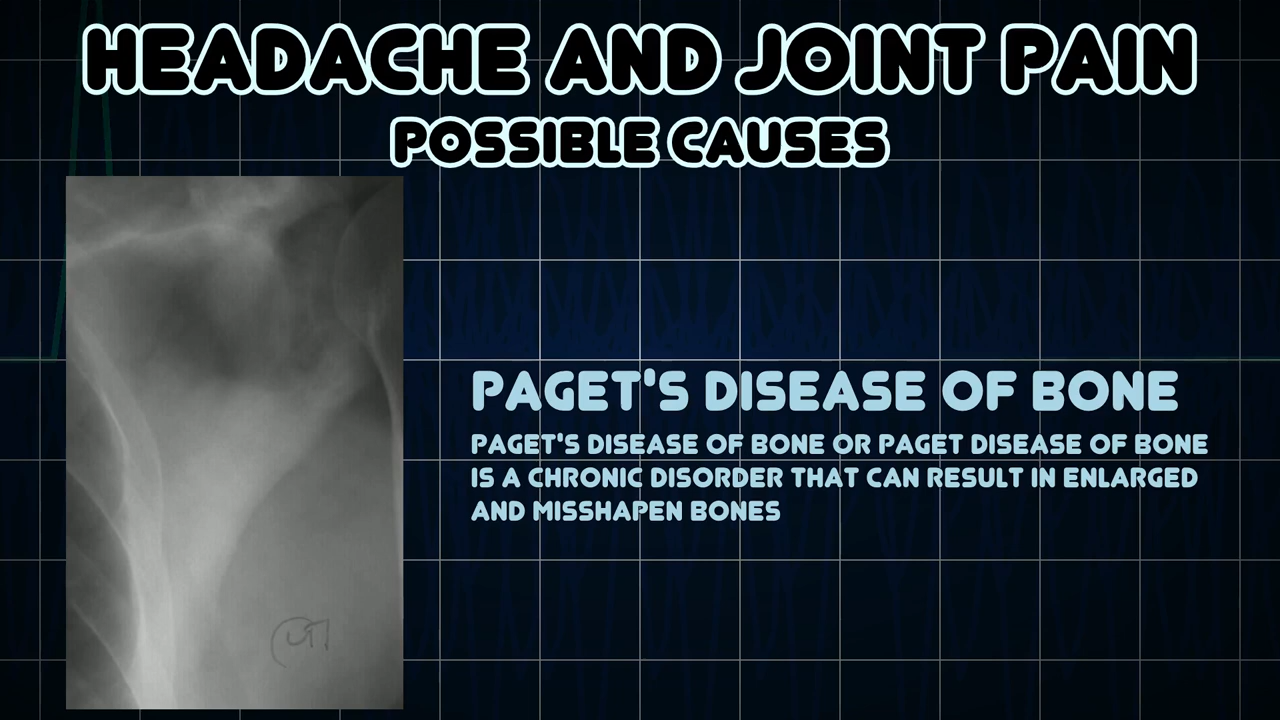 HEADACHE AND JOINT PAIN
POSSIBLE CAUSES
PAGET'S DISEASE OF BONE
PAGET'S DISEASE OF BONE OR PAGET DISEASE OF BONE
IS A CHRONIC DISORDER THAT CAN RESULT IN ENLARGED
AND MISSHAPEN BONES